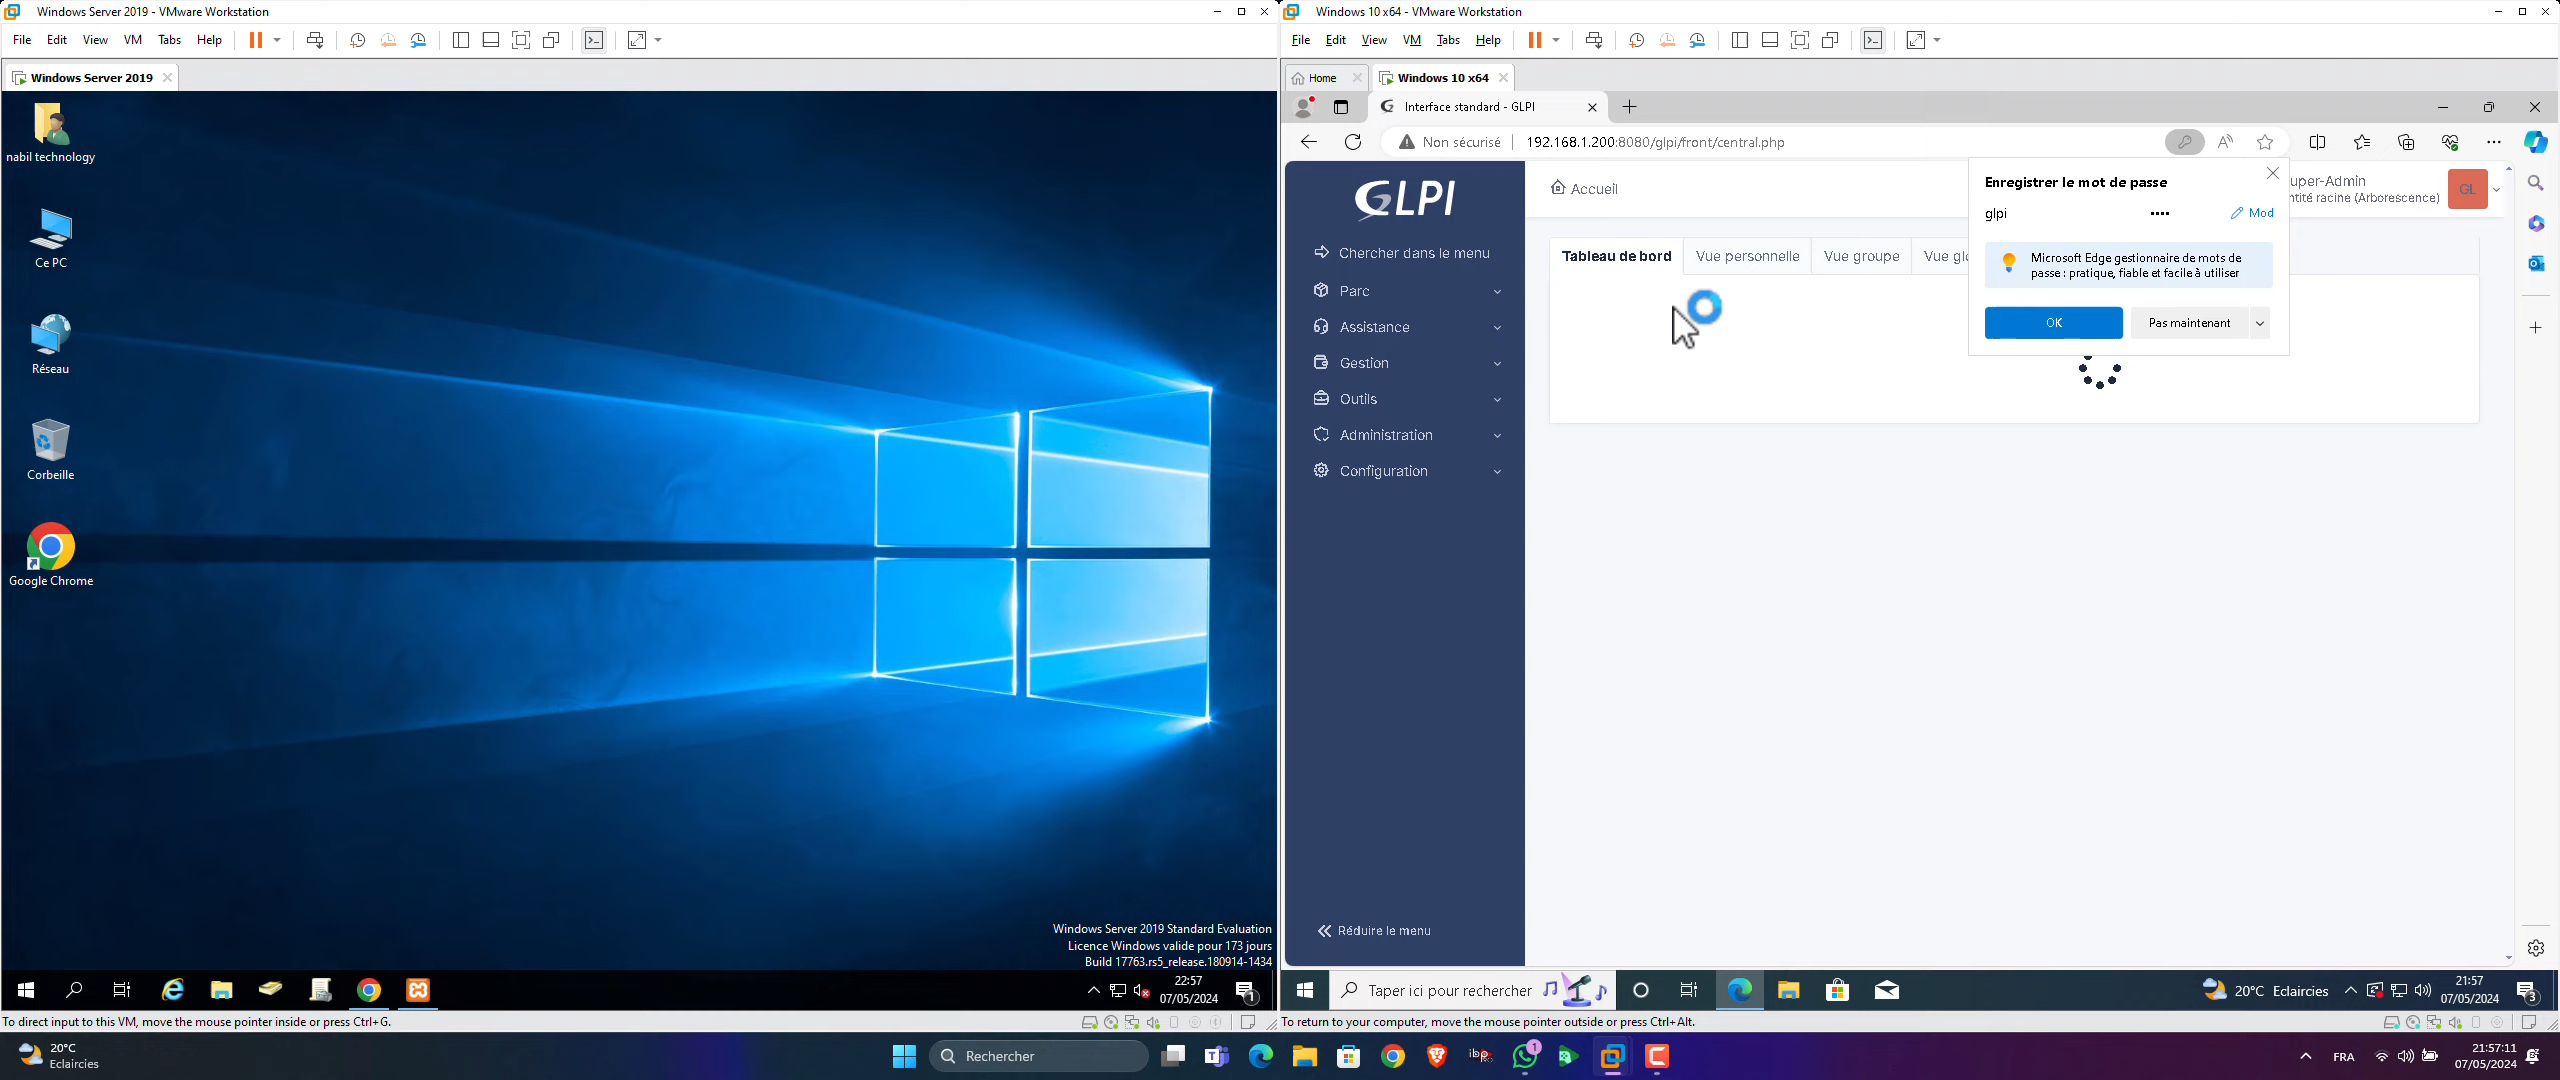 Windows Server 2019 - VMware Workstation
File Edit View VM Tabs Help
Windows Server 2019
nabil technology
Ce PC
Réseau
Corbeille
Google Chrome
Windows Server 2019 Standard Evaluation
Licence Windows valide pour 173 jours
Build 17763.rs5_release.180914-1434
22:57
07/05/2024
1
To direct input to this VM, move the mouse pointer inside or press Ctrl+G.
Windows 10 x64 - VMware Workstation
File Edit View VM Tabs Help
Home
Windows 10 x64
Interface standard - GLPI
Non sécurisé
192.168.1.200:8080/glpi/front/central.php
GLPI
Chercher dans le menu
Parc
Assistance
Gestion
Outils
Administration
Configuration
Réduire le menu
Accueil
uper-Admin
ntité racine (Arborescence)
GL
Tableau de bord
Vue personnelle
Vue groupe
Vue glo
Enregistrer le mot de passe
glpi
••••
Mod
Microsoft Edge gestionnaire de mots de
passe : pratique, fiable et facile à utiliser
OK
Pas maintenant
Taper ici pour rechercher
20°C Eclaircies
21:57
07/05/2024
3
To return to your computer, move the mouse pointer outside or press Ctrl+Alt.
20°C
Eclaircies
Rechercher
ibp
1
FRA
21:57:11
07/05/2024